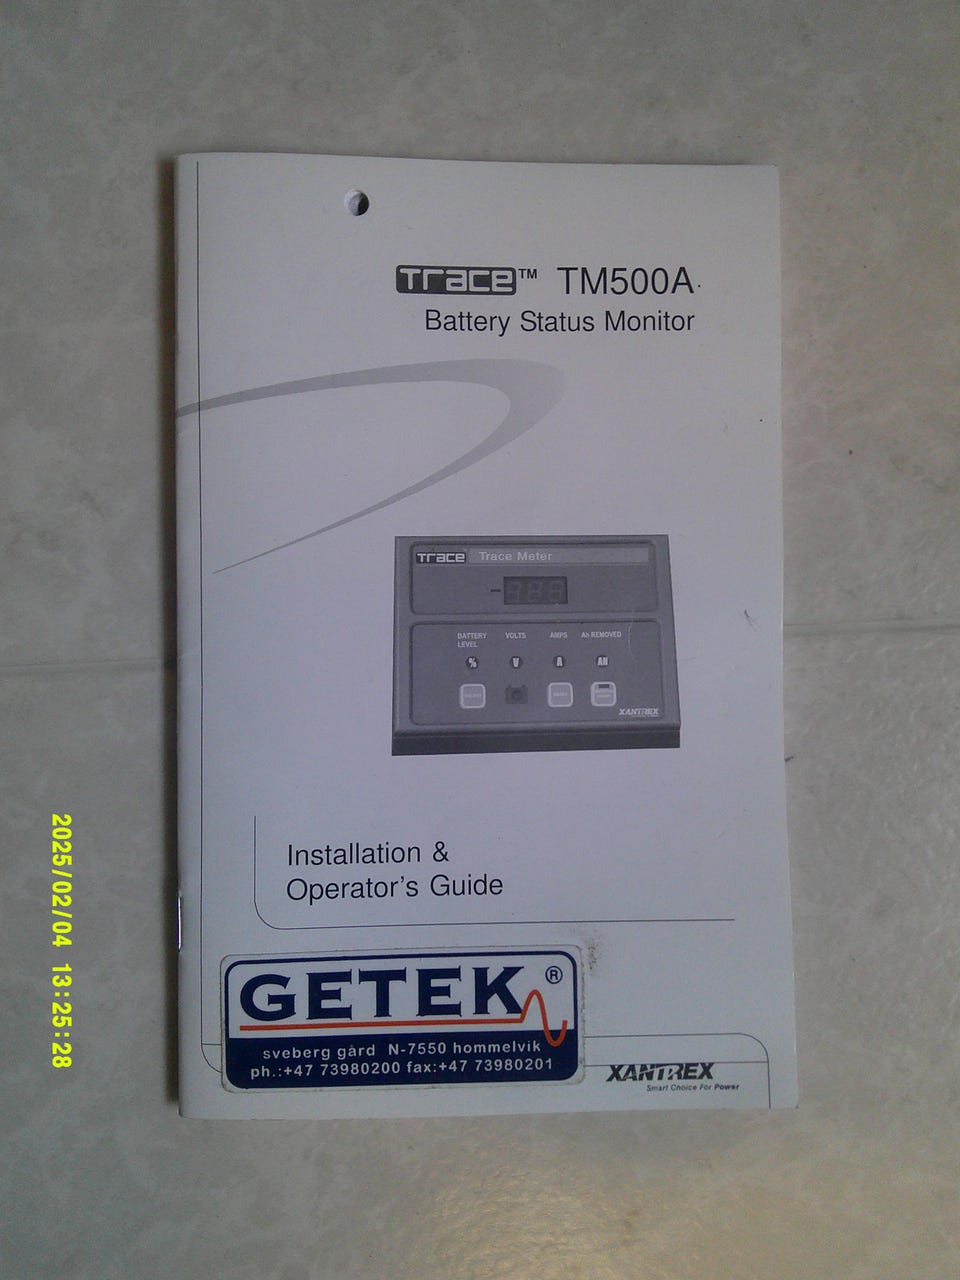 Trace™ TM500A
Battery Status Monitor
Trace Trace Meter
BATTERY LEVEL VOLTS AMPS Ah REMOVED
% V A AH
XANTREX
Installation &
Operator's Guide
GETEK®
sveberg gård N-7550 hommelvik
ph.:+47 73980200 fax:+47 73980201
XANTREX
Smart Choice For Power
2025/02/04 13:25:28